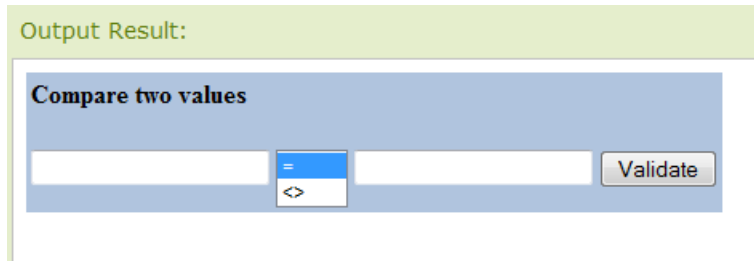 Output Result:
Compare two values
= Validate
<>